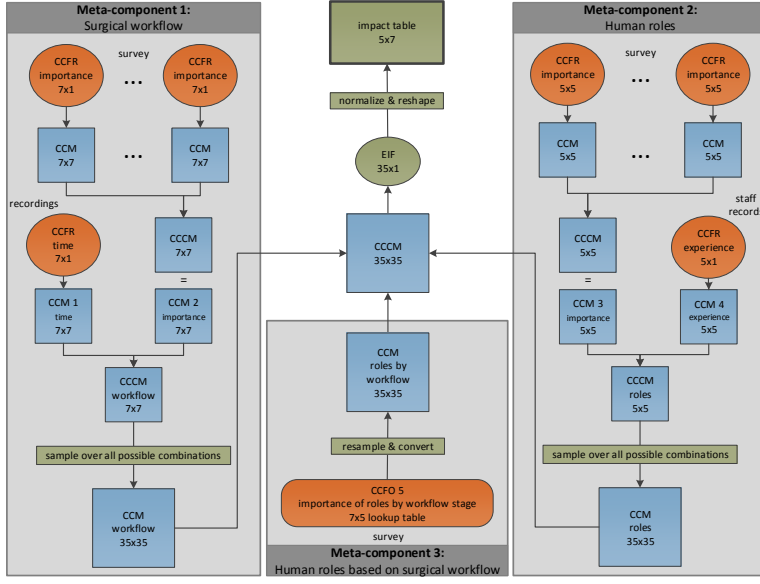 Meta-component 1:
Surgical workflow
survey
CCFR
importance
7x1
...
CCFR
importance
7x1
CCM
7x7
...
CCM
7x7
recordings
CCFR
time
7x1
CCCM
7x7
=
CCM 1
time
7x7
CCM 2
importance
7x7
CCCM
workflow
7x7
sample over all possible combinations
CCM
workflow
35x35
impact table
5x7
normalize & reshape
EIF
35x1
CCCM
35x35
CCM
roles by
workflow
35x35
resample & convert
CCFO 5
importance of roles by workflow stage
7x5 lookup table
survey
Meta-component 3:
Human roles based on surgical workflow
Meta-component 2:
Human roles
survey
CCFR
importance
5x5
...
CCFR
importance
5x5
CCM
5x5
...
CCM
5x5
staff
records
CCCM
5x5
CCFR
experience
5x1
=
CCM 3
importance
5x5
CCM 4
experience
5x5
CCCM
roles
5x5
sample over all possible combinations
CCM
roles
35x35